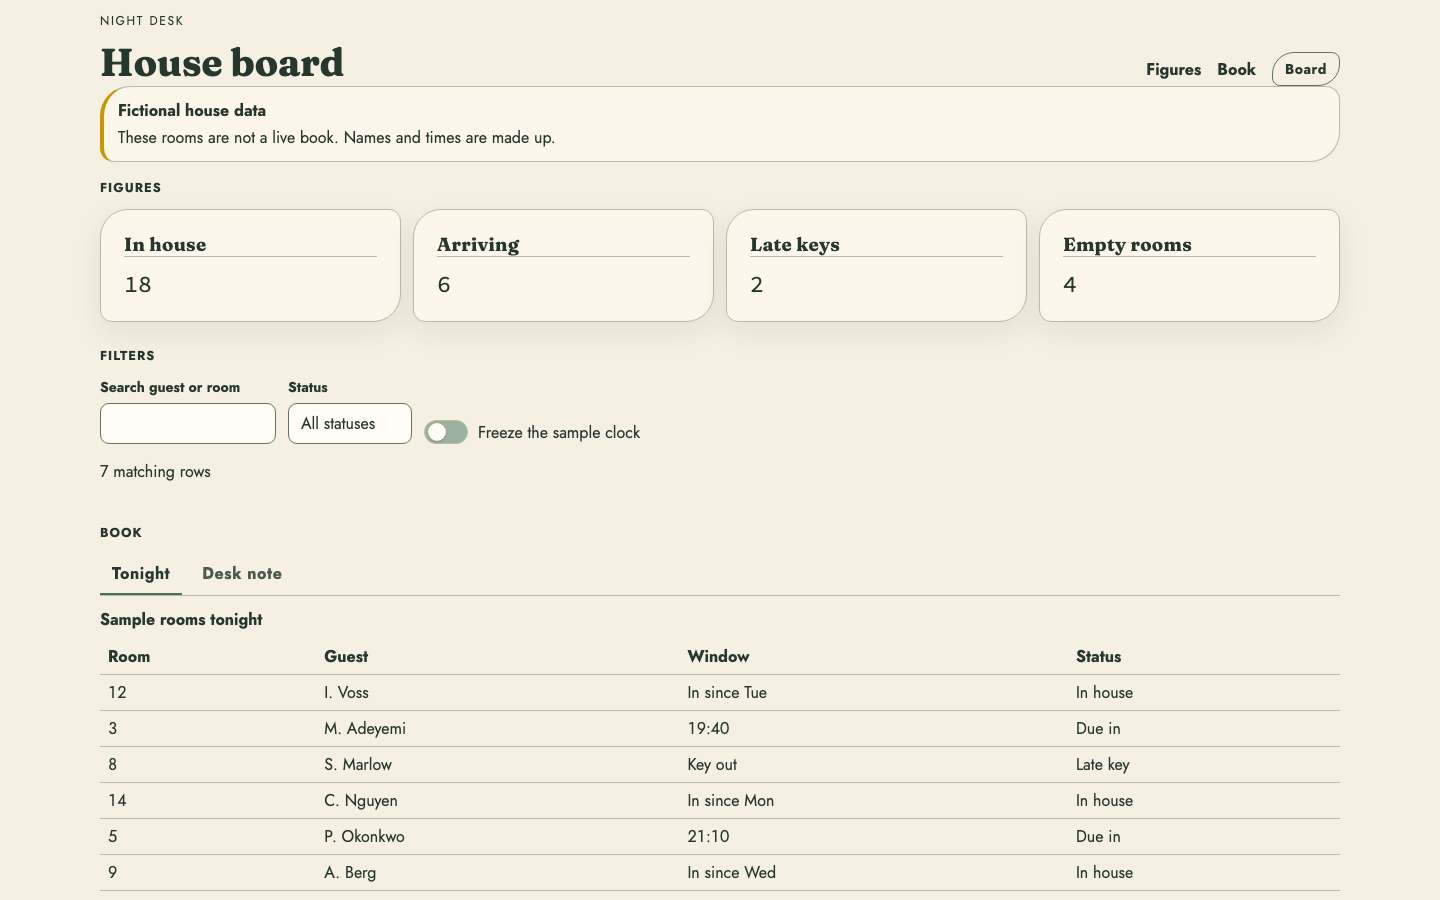 NIGHT DESK
House board
Figures Book Board
Fictional house data
These rooms are not a live book. Names and times are made up.
FIGURES
In house Arriving Late keys Empty rooms
18 6 2 4
FILTERS
Search guest or room Status
All statuses Freeze the sample clock
7 matching rows
BOOK
Tonight Desk note
Sample rooms tonight
Room Guest Window Status
12 I. Voss In since Tue In house
3 M. Adeyemi 19:40 Due in
8 S. Marlow Key out Late key
14 C. Nguyen In since Mon In house
5 P. Okonkwo 21:10 Due in
9 A. Berg In since Wed In house